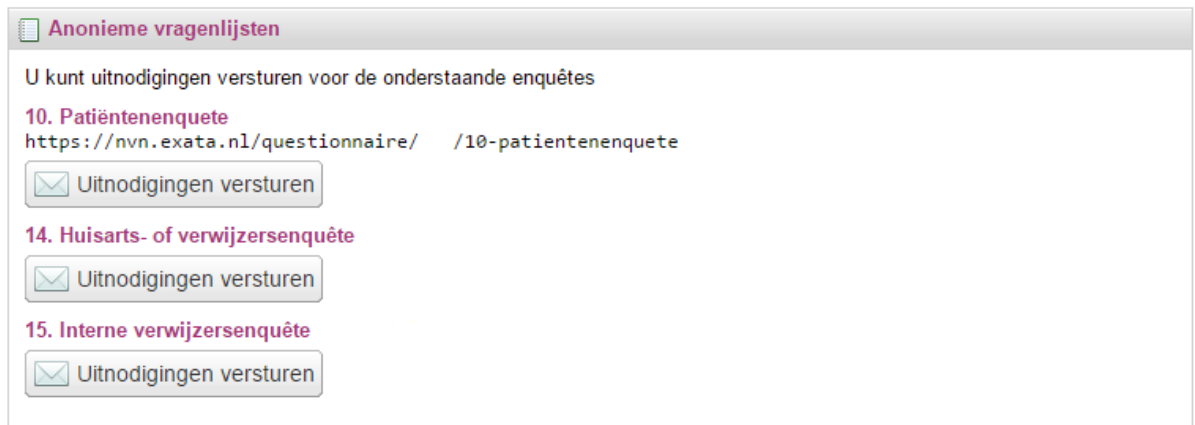 Anonieme vragenlijsten
U kunt uitnodigingen versturen voor de onderstaande enquêtes
10. Patiëntenenquete
https://nvn.exata.nl/questionnaire/   /10-patientenenquete
Uitnodigingen versturen
14. Huisarts- of verwijzersenquête
Uitnodigingen versturen
15. Interne verwijzersenquête
Uitnodigingen versturen